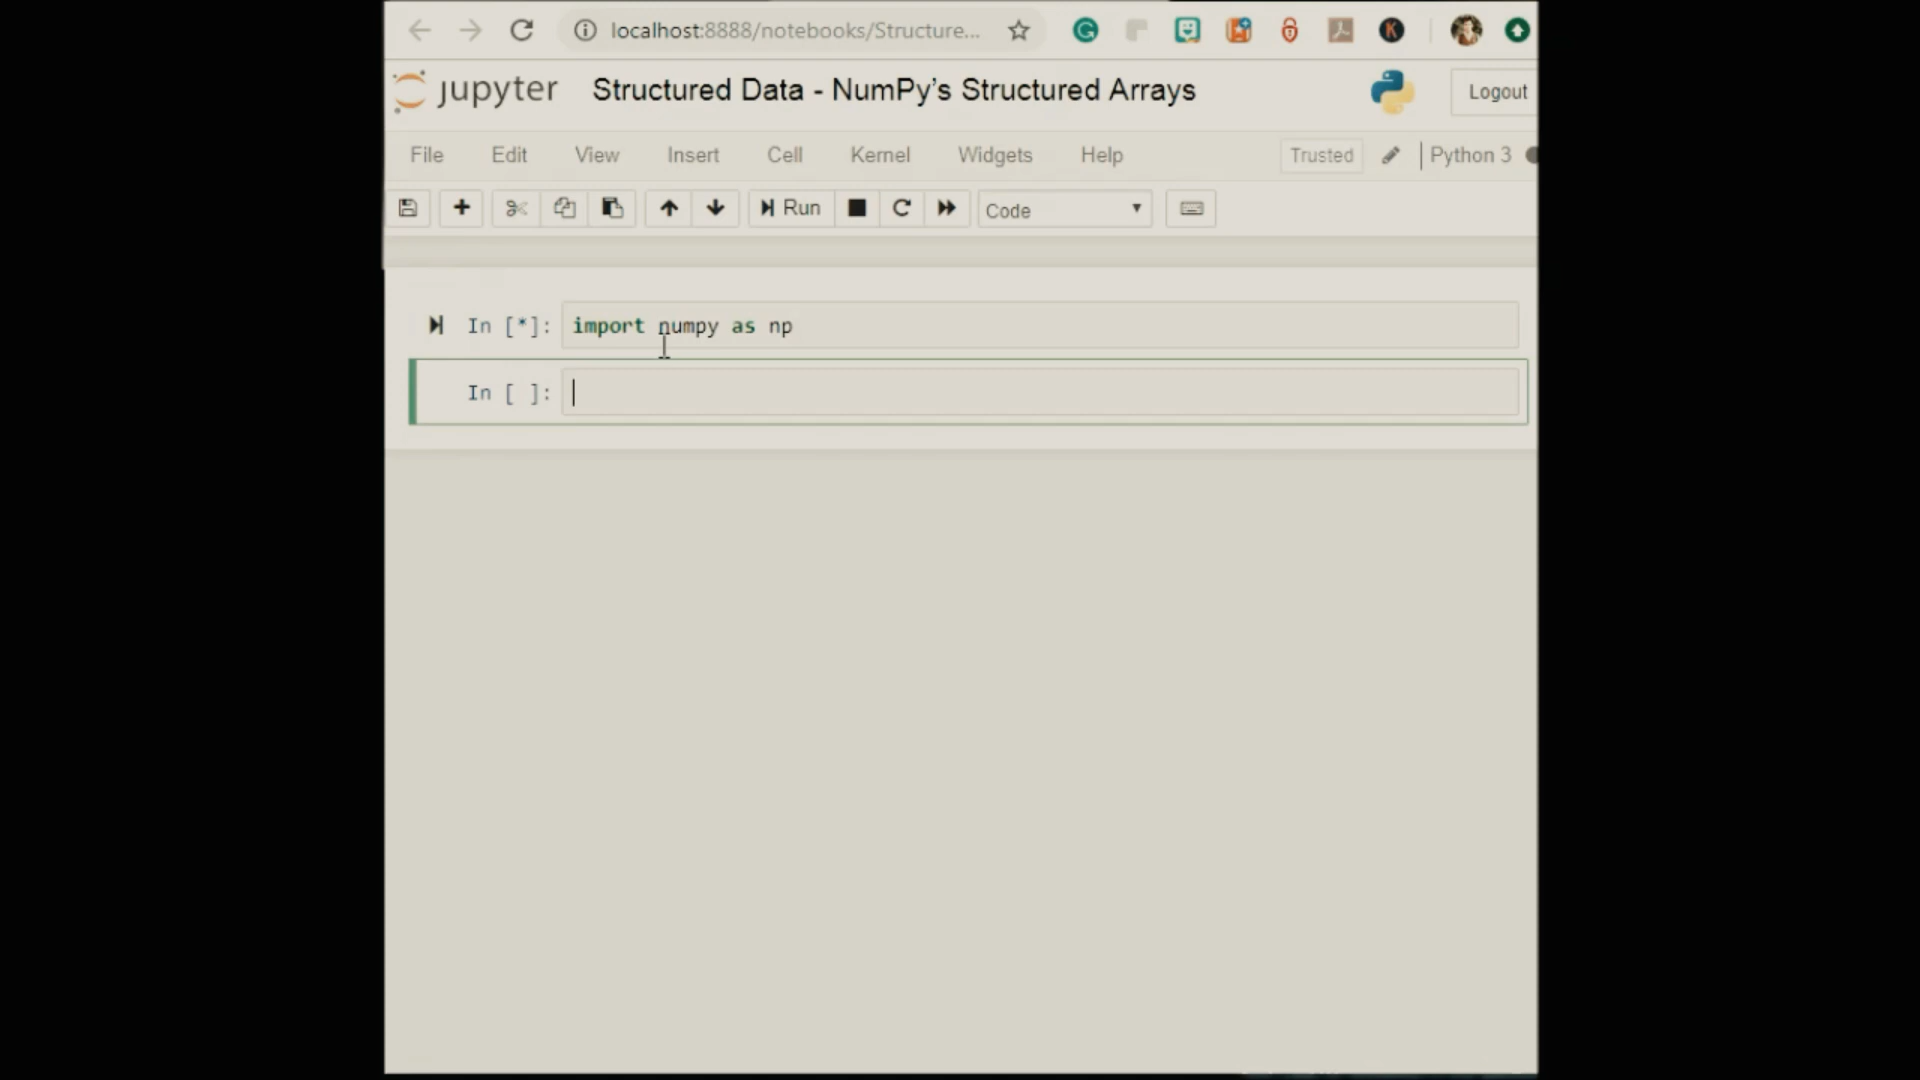 localhost:8888/notebooks/Structure...
jupyter Structured Data - NumPy’s Structured Arrays Logout
File Edit View Insert Cell Kernel Widgets Help Trusted Python 3
Run Code
In [*]: import numpy as np
In [ ]: